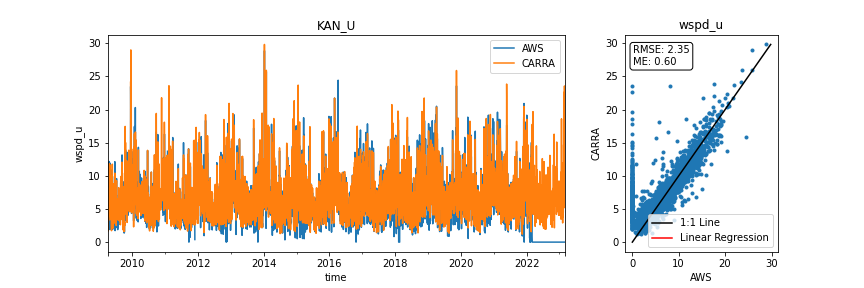 KAN_U
wspd_u
30
25
20
15
10
5
0
AWS
CARRA
2010
2012
2014
2016
2018
2020
2022
time
wspd_u
CARRA
30
25
20
15
10
5
0
RMSE: 2.35
ME: 0.60
1:1 Line
Linear Regression
0
10
20
30
AWS